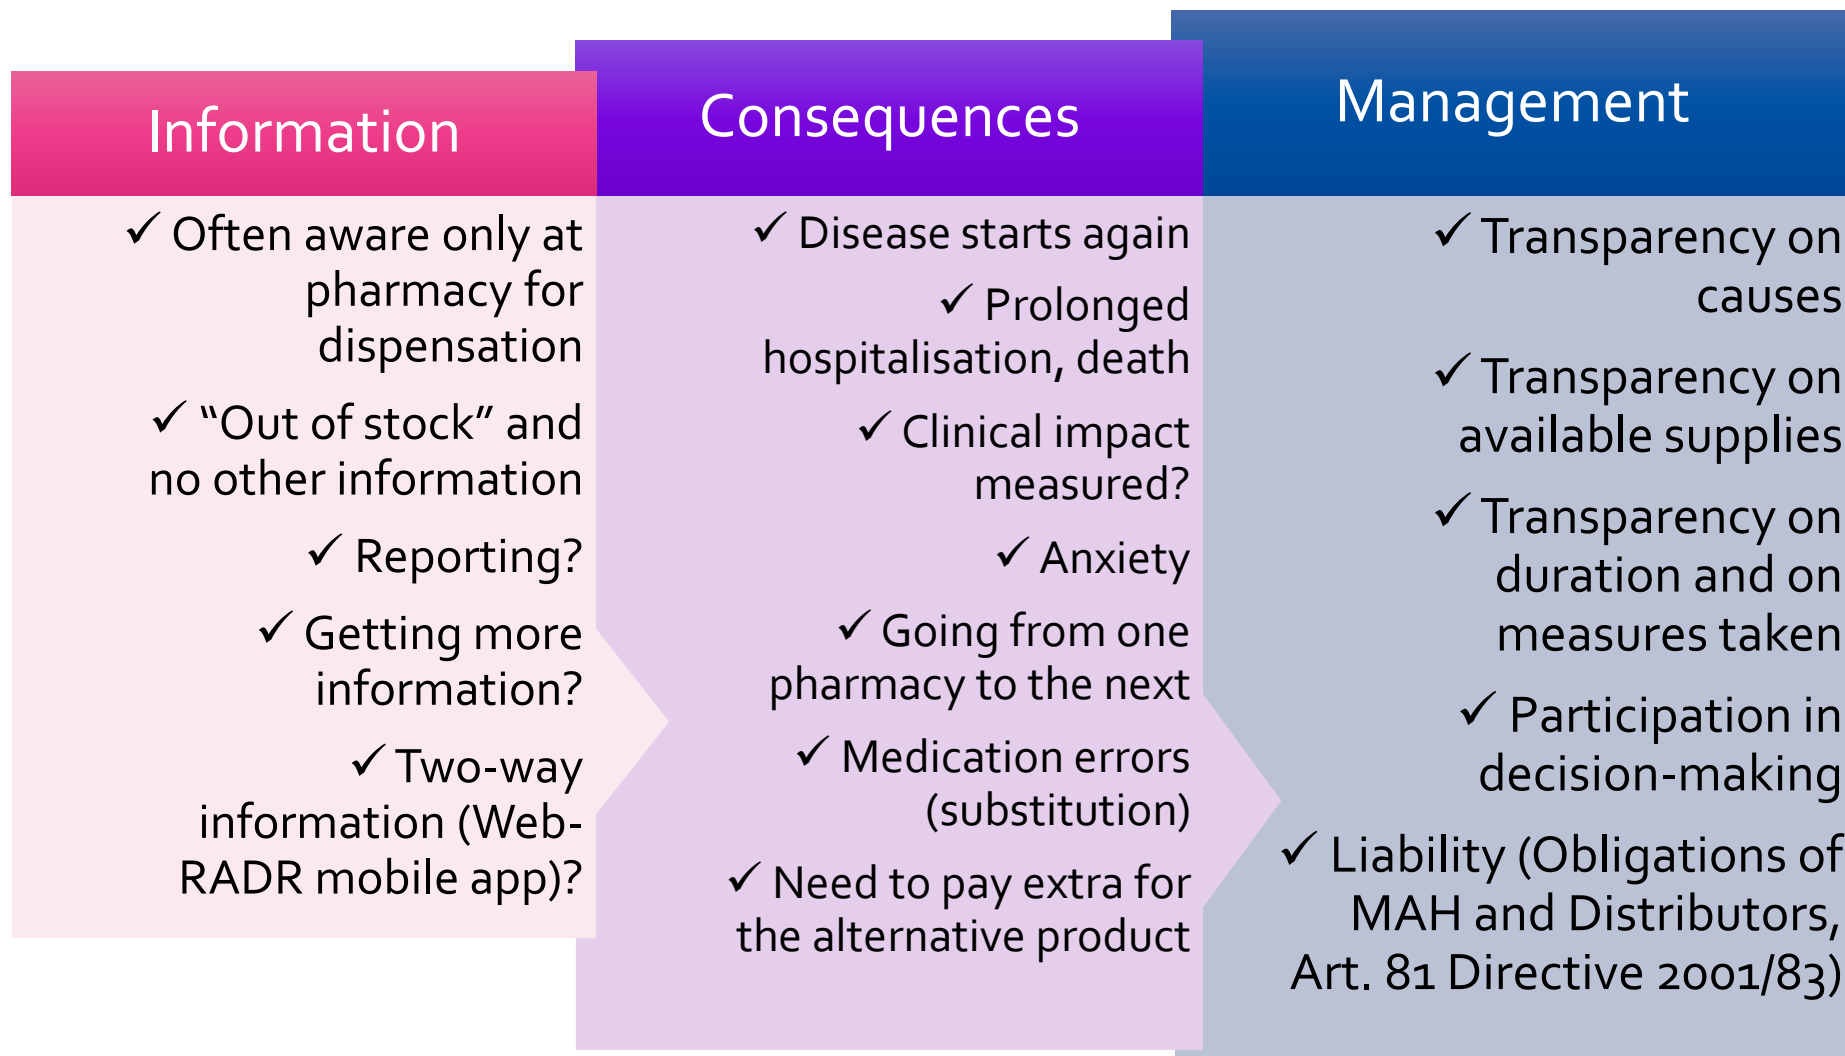 Information
✓ Often aware only at
pharmacy for
dispensation
✓ “Out of stock” and
no other information
✓ Reporting?
✓ Getting more
information?
✓ Two-way
information (Web-
RADR mobile app)?
Consequences
✓ Disease starts again
✓ Prolonged
hospitalisation, death
✓ Clinical impact
measured?
✓ Anxiety
✓ Going from one
pharmacy to the next
✓ Medication errors
(substitution)
✓ Need to pay extra for
the alternative product
Management
✓ Transparency on
causes
✓ Transparency on
available supplies
✓ Transparency on
duration and on
measures taken
✓ Participation in
decision-making
✓ Liability (Obligations of
MAH and Distributors,
Art. 81 Directive 2001/83)